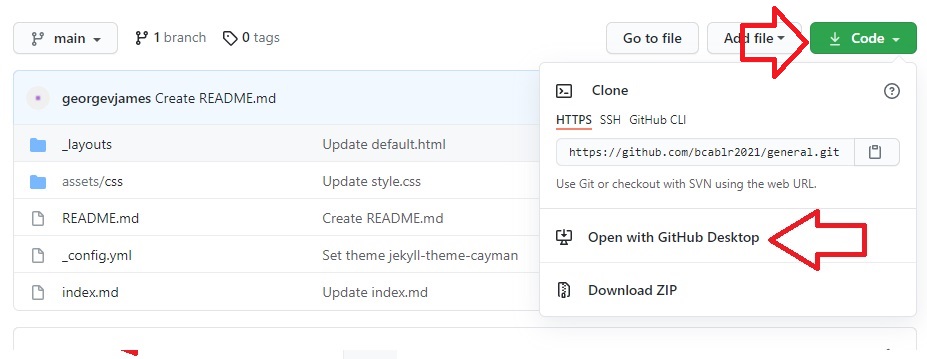 main 1 branch 0 tags Go to file Add file Code
georgevjames Create README.md
_layouts Update default.html
assets/css Update style.css
README.md Create README.md
_config.yml Set theme jekyll-theme-cayman
index.md Update index.md
Clone
HTTPS SSH GitHub CLI
https://github.com/bcablr2021/general.git
Use Git or checkout with SVN using the web URL.
Open with GitHub Desktop
Download ZIP